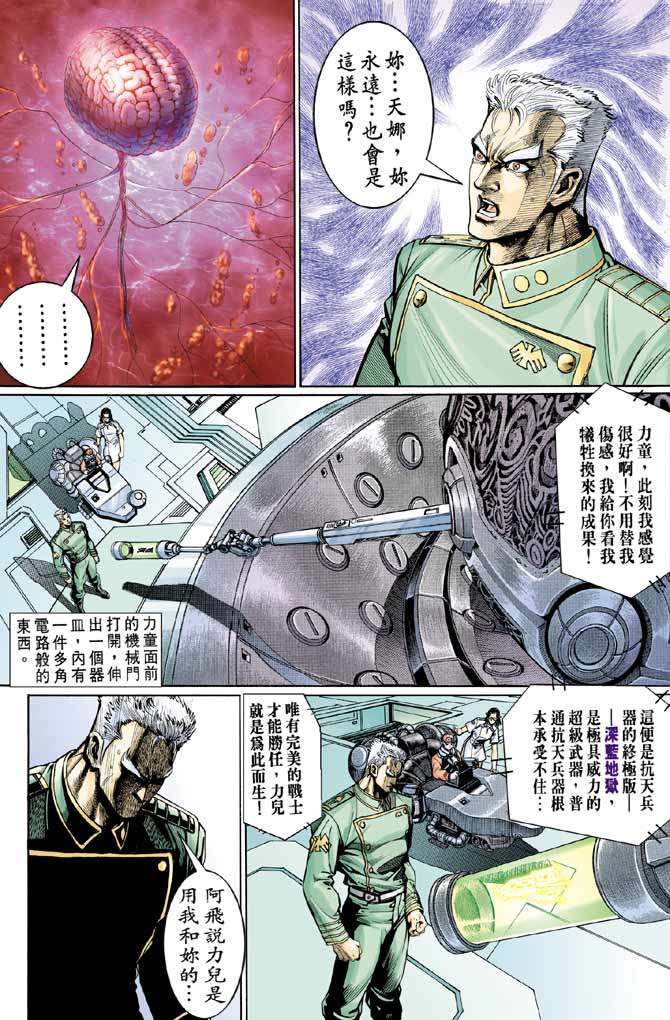 妳…天娜，妳
永遠…也會是
這樣嗎？
………
………
………
力童，此刻我感覺
很好啊！不用替我
傷感，我給你看我
犧牲換來的成果！
力童面前
的機械門
打開，伸
出一個器
皿，內有
一件多角
電路般的
東西。
這便是抗天兵
器的終極版—
—深藍地獄，
是極具威力的
超級武器，普
通抗天兵器根
本承受不住…
唯有完美的戰士
才能勝任，力兒
就是為此而生！
阿飛說力兒是
用我和妳的…